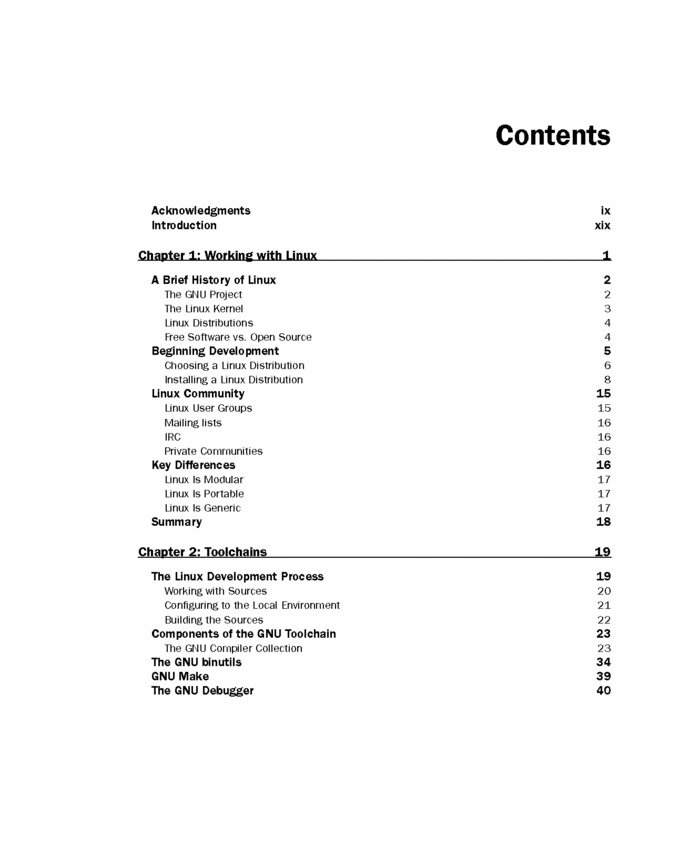 Contents
Acknowledgments ix
Introduction xix
Chapter 1: Working with Linux 1
A Brief History of Linux 2
The GNU Project 2
The Linux Kernel 3
Linux Distributions 4
Free Software vs. Open Source 4
Beginning Development 5
Choosing a Linux Distribution 6
Installing a Linux Distribution 8
Linux Community 15
Linux User Groups 15
Mailing lists 16
IRC 16
Private Communities 16
Key Differences 16
Linux Is Modular 17
Linux Is Portable 17
Linux Is Generic 17
Summary 18
Chapter 2: Toolchains 19
The Linux Development Process 19
Working with Sources 20
Configuring to the Local Environment 21
Building the Sources 22
Components of the GNU Toolchain 23
The GNU Compiler Collection 23
The GNU binutils 34
GNU Make 39
The GNU Debugger 40